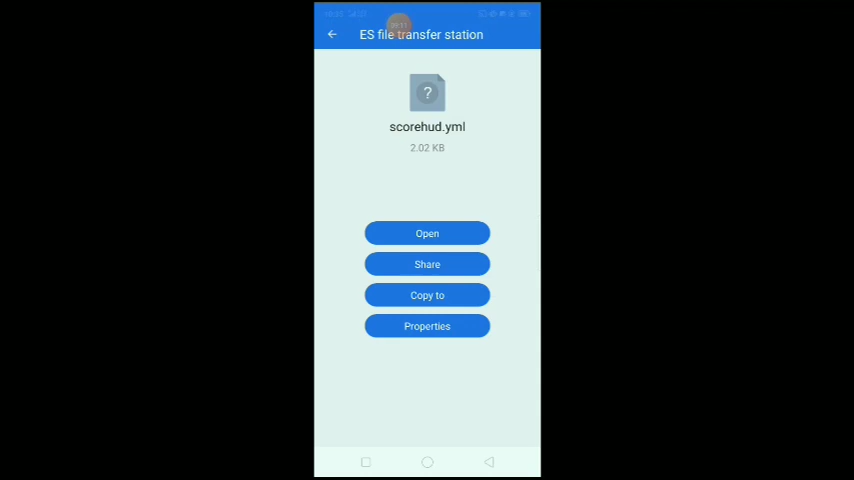 ES file transfer station
?
scorehud.yml
2.02 KB
Open
Share
Copy to
Properties